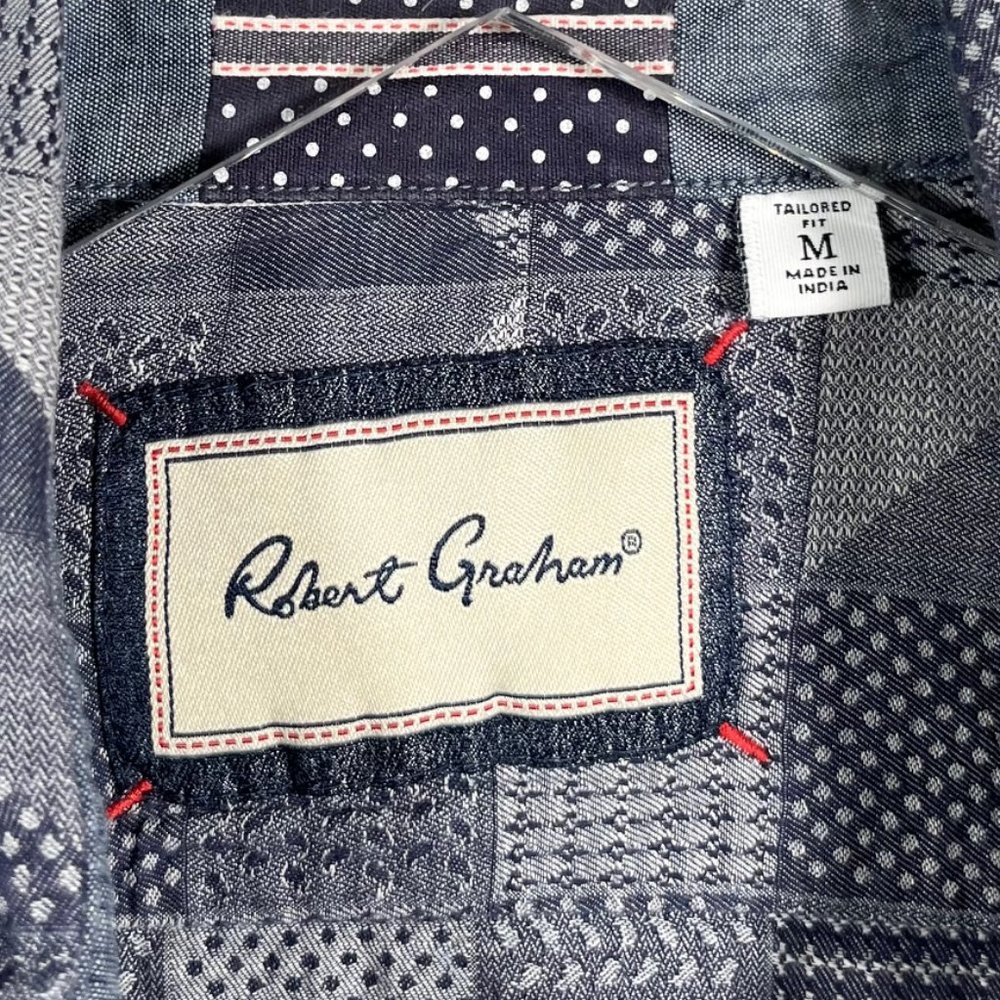 TAILORED
FIT
M
MADE IN
INDIA
Robert Graham®